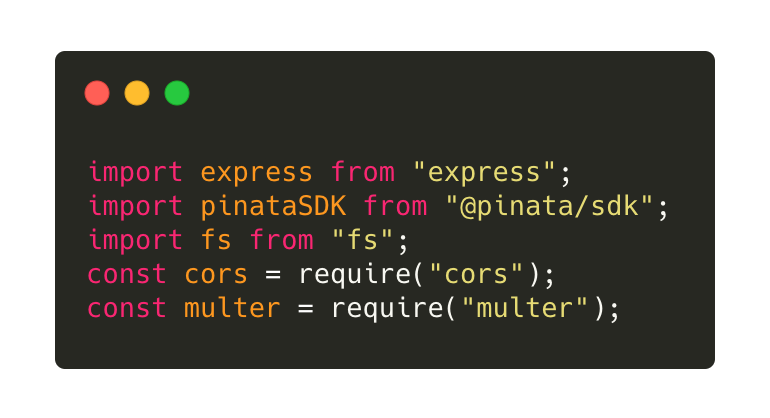 import express from "express";
import pinataSDK from "@pinata/sdk";
import fs from "fs";
const cors = require("cors");
const multer = require("multer");